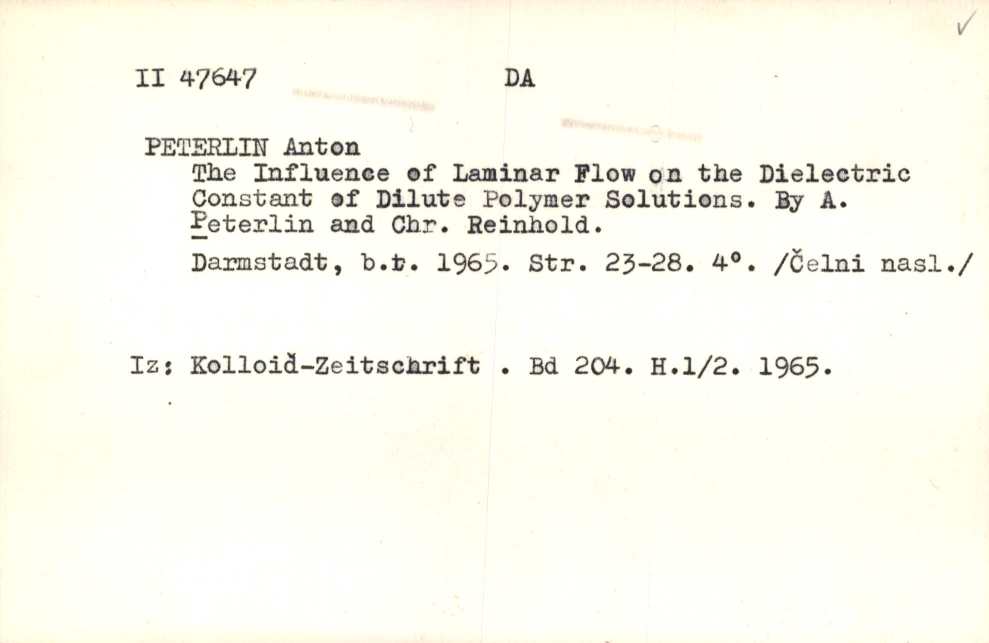 II 47647 DA
PETERLIN Anton
The Influence of Laminar Flow on the Dielectric
Constant of Dilute Polymer Solutions. By A.
Peterlin and Chr. Reinhold.
Darmstadt, b.t. 1965. Str. 23-28. 4°. /Čelni nasl./
Iz: Kolloid-Zeitschrift . Bd 204. H.1/2. 1965.